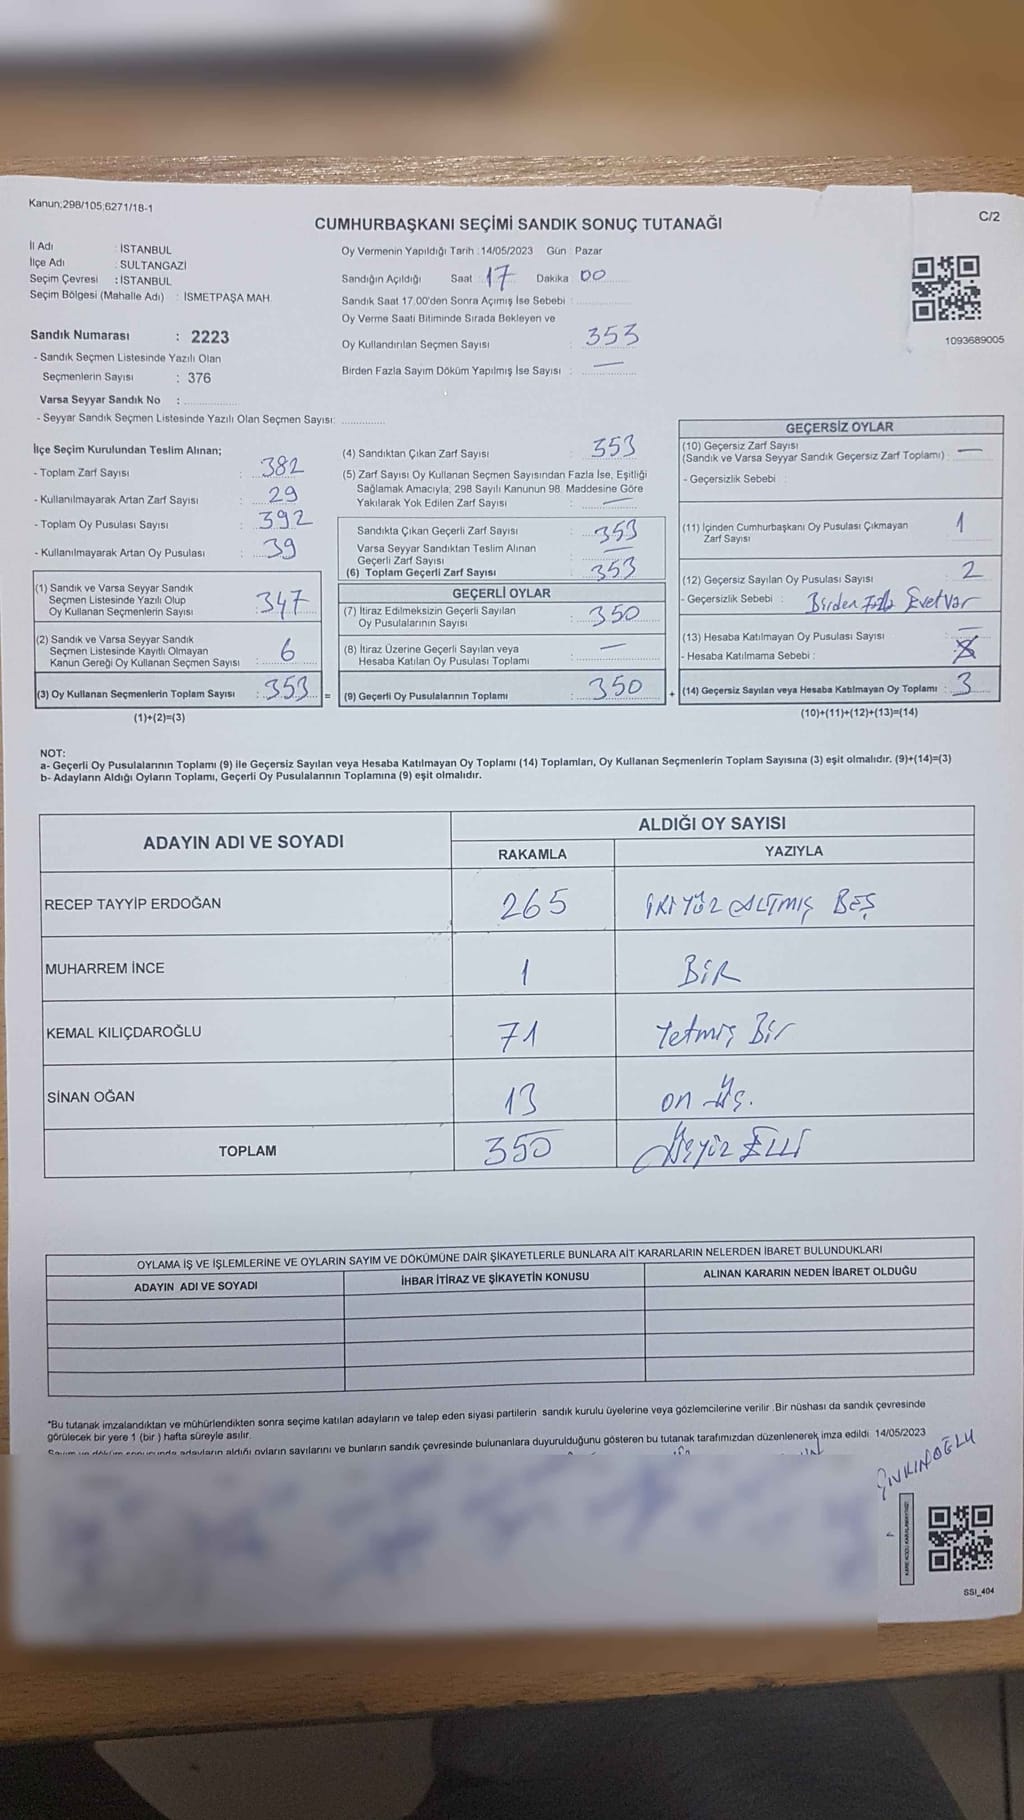 Kanun;298/105,6271/18-1
C/2
CUMHURBAŞKANI SEÇİMİ SANDIK SONUÇ TUTANAĞI
İl Adı : İSTANBUL
İlçe Adı : SULTANGAZİ
Seçim Çevresi : İSTANBUL
Seçim Bölgesi (Mahalle Adı) : İSMETPAŞA MAH.
Oy Vermenin Yapıldığı Tarih : 14/05/2023 Gün : Pazar
Sandığın Açıldığı Saat : 17 Dakika : 00
Sandık Saat 17.00'den Sonra Açımış İse Sebebi :
Oy Verme Saati Bitiminde Sırada Bekleyen ve
Oy Kullandırılan Seçmen Sayısı : 353
Birden Fazla Sayım Döküm Yapılmış İse Sayısı : —
1093689005
Sandık Numarası : 2223
- Sandık Seçmen Listesinde Yazılı Olan
Seçmenlerin Sayısı : 376
Varsa Seyyar Sandık No :
- Seyyar Sandık Seçmen Listesinde Yazılı Olan Seçmen Sayısı:
İlçe Seçim Kurulundan Teslim Alınan;
- Toplam Zarf Sayısı : 382
- Kullanılmayarak Artan Zarf Sayısı : 29
- Toplam Oy Pusulası Sayısı : 392
- Kullanılmayarak Artan Oy Pusulası : 39
(1) Sandık ve Varsa Seyyar Sandık
Seçmen Listesinde Yazılı Olup
Oy Kullanan Seçmenlerin Sayısı : 347
(2) Sandık ve Varsa Seyyar Sandık
Seçmen Listesinde Kayıtlı Olmayan
Kanun Gereği Oy Kullanan Seçmen Sayısı : 6
(3) Oy Kullanan Seçmenlerin Toplam Sayısı : 353 =
(1)+(2)=(3)
(4) Sandıktan Çıkan Zarf Sayısı : 353
(5) Zarf Sayısı Oy Kullanan Seçmen Sayısından Fazla İse, Eşitliği
Sağlamak Amacıyla, 298 Sayılı Kanunun 98. Maddesine Göre
Yakılarak Yok Edilen Zarf Sayısı : —
Sandıkta Çıkan Geçerli Zarf Sayısı : 353
Varsa Seyyar Sandıktan Teslim Alınan
Geçerli Zarf Sayısı : —
(6) Toplam Geçerli Zarf Sayısı : 353
GEÇERLİ OYLAR
(7) İtiraz Edilmeksizin Geçerli Sayılan
Oy Pusulalarının Sayısı : 350
(8) İtiraz Üzerine Geçerli Sayılan veya
Hesaba Katılan Oy Pusulası Toplamı : —
(9) Geçerli Oy Pusulalarının Toplamı : 350 +
GEÇERSİZ OYLAR
(10) Geçersiz Zarf Sayısı
(Sandık ve Varsa Seyyar Sandık Geçersiz Zarf Toplamı) : —
- Geçersizlik Sebebi :
(11) İçinden Cumhurbaşkanı Oy Pusulası Çıkmayan
Zarf Sayısı : 1
(12) Geçersiz Sayılan Oy Pusulası Sayısı : 2
- Geçersizlik Sebebi : Birden Fazla Evet Var
(13) Hesaba Katılmayan Oy Pusulası Sayısı : —
- Hesaba Katılmama Sebebi :
(14) Geçersiz Sayılan veya Hesaba Katılmayan Oy Toplamı : 3
(10)+(11)+(12)+(13)=(14)
NOT:
a- Geçerli Oy Pusulalarının Toplamı (9) ile Geçersiz Sayılan veya Hesaba Katılmayan Oy Toplamı (14) Toplamları, Oy Kullanan Seçmenlerin Toplam Sayısına (3) eşit olmalıdır. (9)+(14)=(3)
b- Adayların Aldığı Oyların Toplamı, Geçerli Oy Pusulalarının Toplamına (9) eşit olmalıdır.
ADAYIN ADI VE SOYADI ALDIĞI OY SAYISI
RAKAMLA YAZIYLA
RECEP TAYYİP ERDOĞAN 265 İKİ YÜZ ALTMIŞ BEŞ
MUHARREM İNCE 1 BİR
KEMAL KILIÇDAROĞLU 71 Yetmiş Bir
SİNAN OĞAN 13 on üç.
TOPLAM 350 Üçyüz ELLİ
OYLAMA İŞ VE İŞLEMLERİNE VE OYLARIN SAYIM VE DÖKÜMÜNE DAİR ŞİKAYETLERLE BUNLARA AİT KARARLARIN NELERDEN İBARET BULUNDUKLARI
ADAYIN ADI VE SOYADI İHBAR İTİRAZ VE ŞİKAYETİN KONUSU ALINAN KARARIN NEDEN İBARET OLDUĞU
*Bu tutanak imzalandıktan ve mühürlendikten sonra seçime katılan adayların ve talep eden siyasi partilerin sandık kurulu üyelerine veya gözlemcilerine verilir .Bir nüshası da sandık çevresinde
görülecek bir yere 1 (bir ) hafta süreyle asılır.
Sayım ve döküm sonucunda adayların aldığı oyların sayılarını ve bunların sandık çevresinde bulunanlara duyurulduğunu gösteren bu tutanak tarafımızdan düzenlenerek imza edildi 14/05/2023
SSI_404